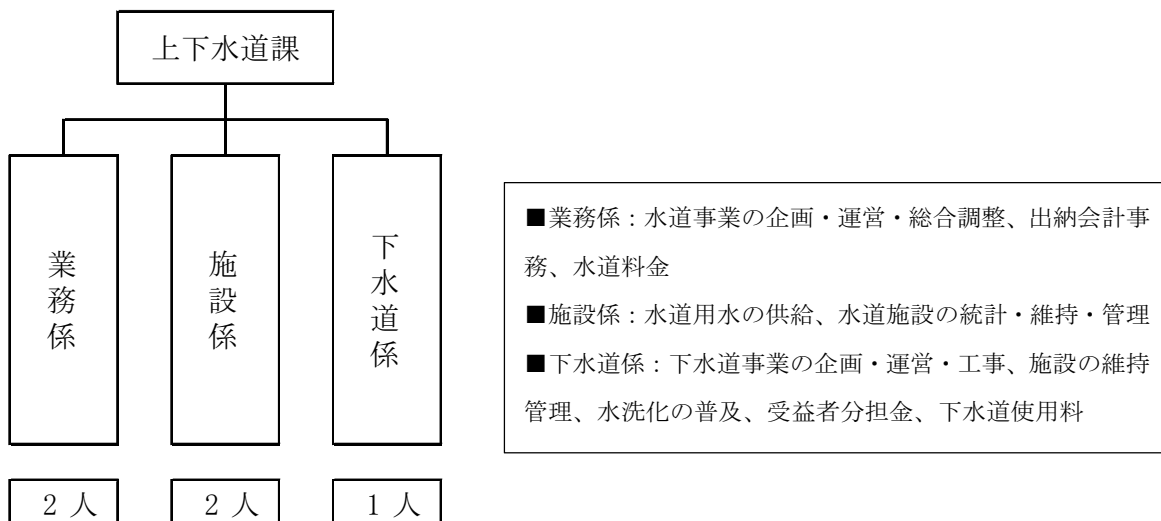 上下水道課
業務係
施設係
下水道係
■業務係：水道事業の企画・運営・総合調整、出納会計事
務、水道料金
■施設係：水道用水の供給、水道施設の統計・維持・管理
■下水道係：下水道事業の企画・運営・工事、施設の維持
管理、水洗化の普及、受益者分担金、下水道使用料
２人
２人
１人